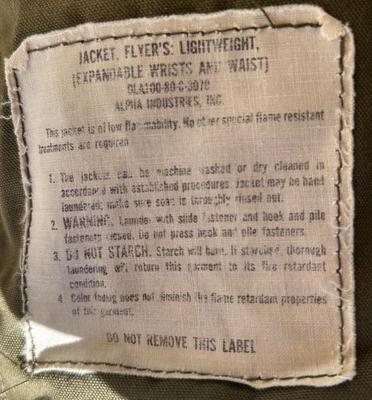 JACKET, FLYER'S: LIGHTWEIGHT,
(EXPANDABLE WRISTS AND WAIST)
DLA100-80-C-3070
ALPHA INDUSTRIES, INC.
This jacket is of low flammability. No other special flame resistant
treatments are required
1. The jackets can be machine washed or dry cleaned in
accordance with established procedures. Jacket may be hand
laundered; make sure soap is thoroughly rinsed out.
2. WARNING. Launder with slide fastener and hook and pile
fasteners closed. Do not press hook and pile fasteners.
3. DO NOT STARCH. Starch will burn. If starched, thorough
laundering will return this garment to its fire retardant
condition.
4. Color fading does not diminish the flame retardant properties
of this garment.
DO NOT REMOVE THIS LABEL